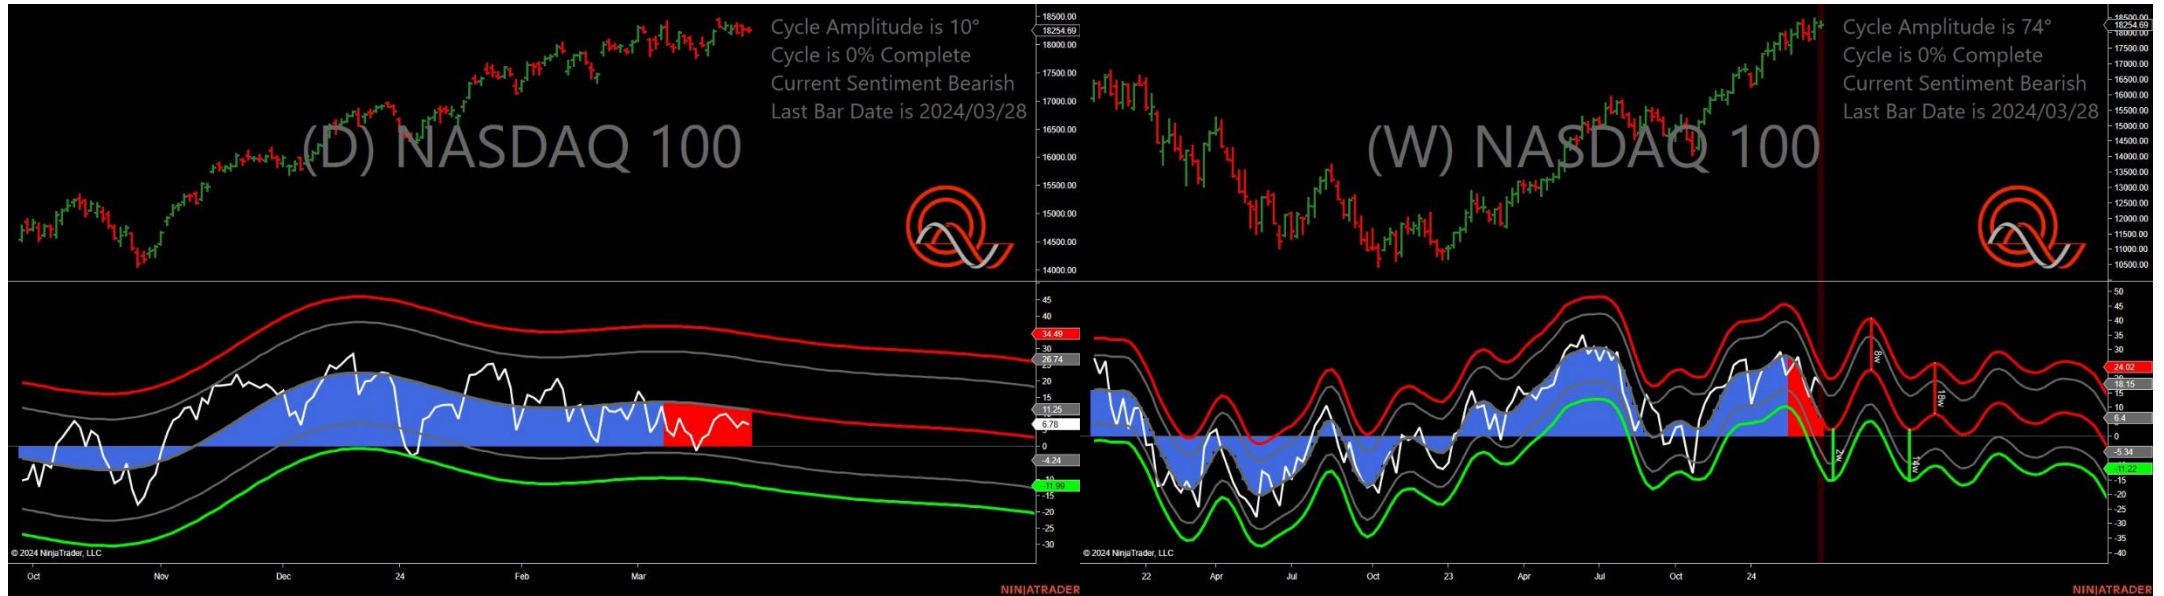 Cycle Amplitude is 10°
Cycle is 0% Complete
Current Sentiment Bearish
Last Bar Date is 2024/03/28
(D) NASDAQ 100
18500.00
18254.69
18000.00
17500.00
17000.00
16500.00
16000.00
15500.00
15000.00
14500.00
14000.00
45
40
34.49
30
26.74
20
15
11.25
6.78
0
-4.24
-11.99
-15
-20
-25
-30
© 2024 NinjaTrader, LLC
Oct
Nov
Dec
24
Feb
Mar
NINJATRADER
Cycle Amplitude is 74°
Cycle is 0% Complete
Current Sentiment Bearish
Last Bar Date is 2024/03/28
(W) NASDAQ 100
18500.00
18254.69
18000.00
17500.00
17000.00
16500.00
16000.00
15500.00
15000.00
14500.00
14000.00
13500.00
13000.00
12500.00
12000.00
11500.00
11000.00
10500.00
50
45
40
35
30
24.02
18.15
15
10
6.4
0
-5.34
-11.22
-15
-20
-25
-30
-35
-40
2w
8w
14w
18w
© 2024 NinjaTrader, LLC
22
Apr
Jul
Oct
23
Apr
Jul
Oct
24
NINJATRADER